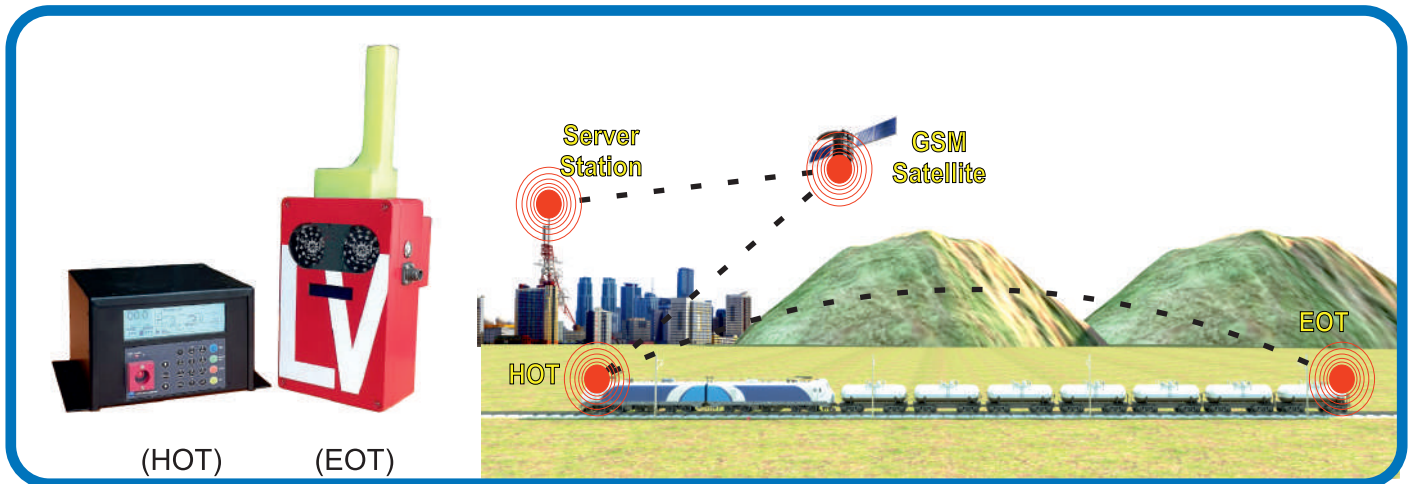 Server
Station
GSM
Satellite
HOT
EOT
LV
(HOT)
(EOT)